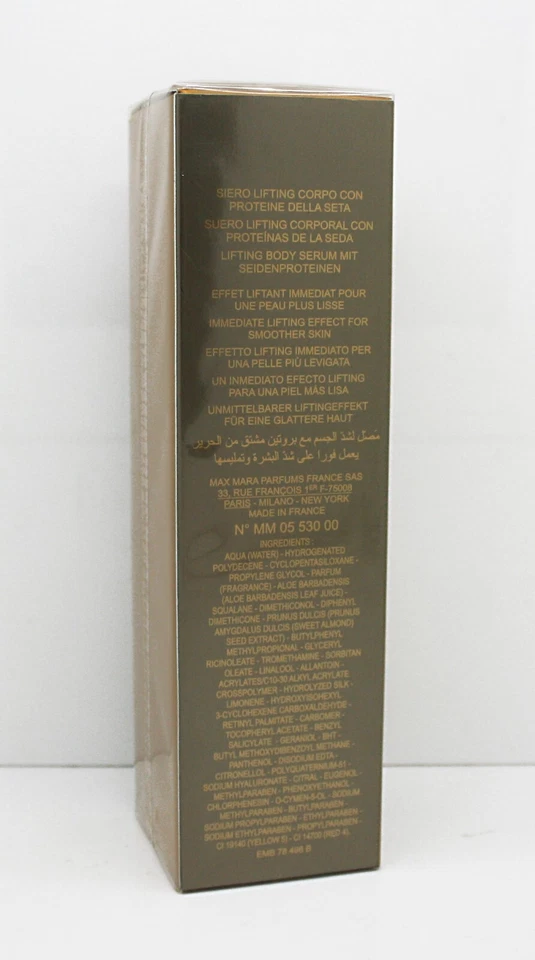 SIERO LIFTING CORPO CON
PROTEINE DELLA SETA
SUERO LIFTING CORPORAL CON
PROTEÍNAS DE LA SEDA
LIFTING BODY SERUM MIT
SEIDENPROTEINEN
EFFET LIFTANT IMMEDIAT POUR
UNE PEAU PLUS LISSE
IMMEDIATE LIFTING EFFECT FOR
SMOOTHER SKIN
EFFETTO LIFTING IMMEDIATO PER
UNA PELLE PIÙ LEVIGATA
UN INMEDIATO EFECTO LIFTING
PARA UNA PIEL MÁS LISA
UNMITTELBARER LIFTINGEFFEKT
FÜR EINE GLATTERE HAUT
مَصل لشدّ الجسم مع بروتين مشتق من الحرير،
يعمل فورا على شدّ البشرة وتمليسها
MAX MARA PARFUMS FRANCE SAS
33, RUE FRANÇOIS 1ER F-75008
PARIS - MILANO - NEW YORK
MADE IN FRANCE
N° MM 05 530 00
INGREDIENTS :
AQUA (WATER) - HYDROGENATED
POLYDECENE - CYCLOPENTASILOXANE -
PROPYLENE GLYCOL - PARFUM
(FRAGRANCE) - ALOE BARBADENSIS
(ALOE BARBADENSIS LEAF JUICE) -
SQUALANE - DIMETHICONOL - DIPHENYL
DIMETHICONE - PRUNUS DULCIS (PRUNUS
AMYGDALUS DULCIS (SWEET ALMOND)
SEED EXTRACT) - BUTYLPHENYL
METHYLPROPIONAL - GLYCERYL
RICINOLEATE - TROMETHAMINE - SORBITAN
OLEATE - LINALOOL - ALLANTOIN -
ACRYLATES/C10-30 ALKYL ACRYLATE
CROSSPOLYMER - HYDROLYZED SILK -
LIMONENE - HYDROXYISOHEXYL
3-CYCLOHEXENE CARBOXALDEHYDE -
RETINYL PALMITATE - CARBOMER -
TOCOPHERYL ACETATE - BENZYL
SALICYLATE - GERANIOL - BHT -
BUTYL METHOXYDIBENZOYL METHANE -
PANTHENOL - DISODIUM EDTA -
CITRONELLOL - POLYQUATERNIUM-51 -
SODIUM HYALURONATE - CITRAL - EUGENOL -
METHYLPARABEN - PHENOXYETHANOL -
CHLORPHENESIN - O-CYMEN-5-OL - SODIUM
METHYLPARABEN - BUTYLPARABEN -
SODIUM PROPYLPARABEN - ETHYLPARABEN -
SODIUM ETHYLPARABEN - PROPYLPARABEN -
CI 19140 (YELLOW 5) - CI 14700 (RED 4).
EMB 78 498 B